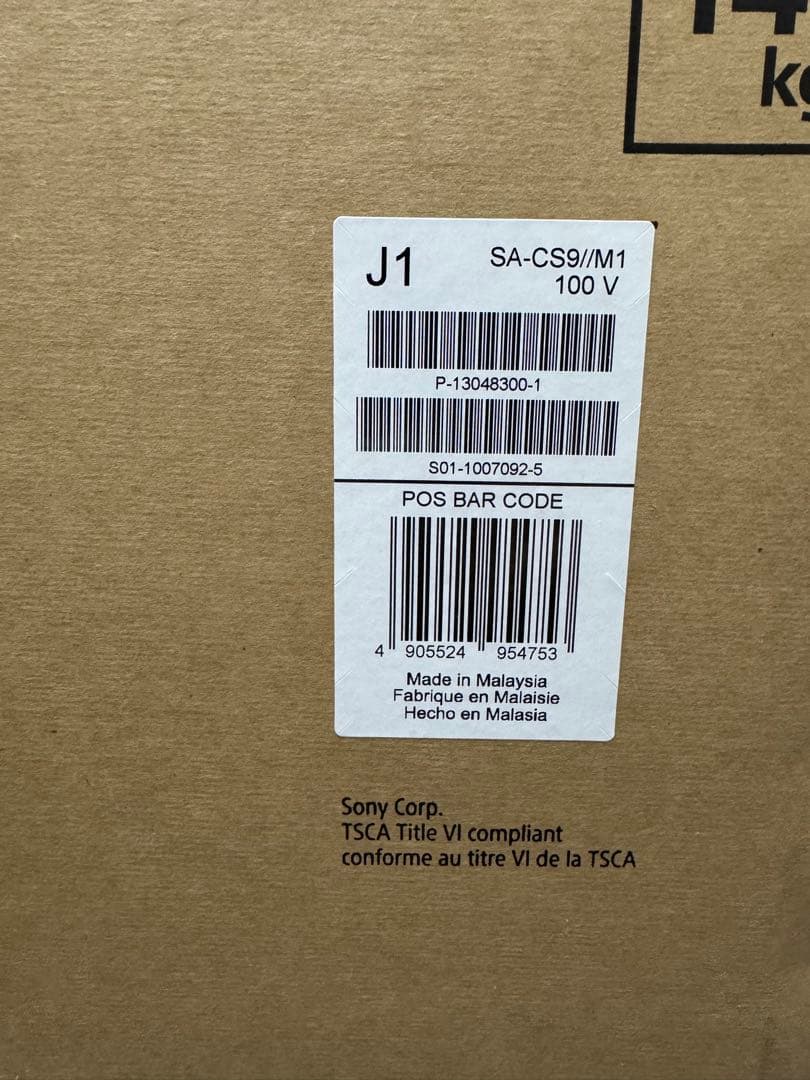 J1
SA-CS9//M1
100 V
P-13048300-1
S01-1007092-5
POS BAR CODE
4 905524 954753
Made in Malaysia
Fabrique en Malaisie
Hecho en Malasia
Sony Corp.
TSCA Title VI compliant
conforme au titre VI de la TSCA